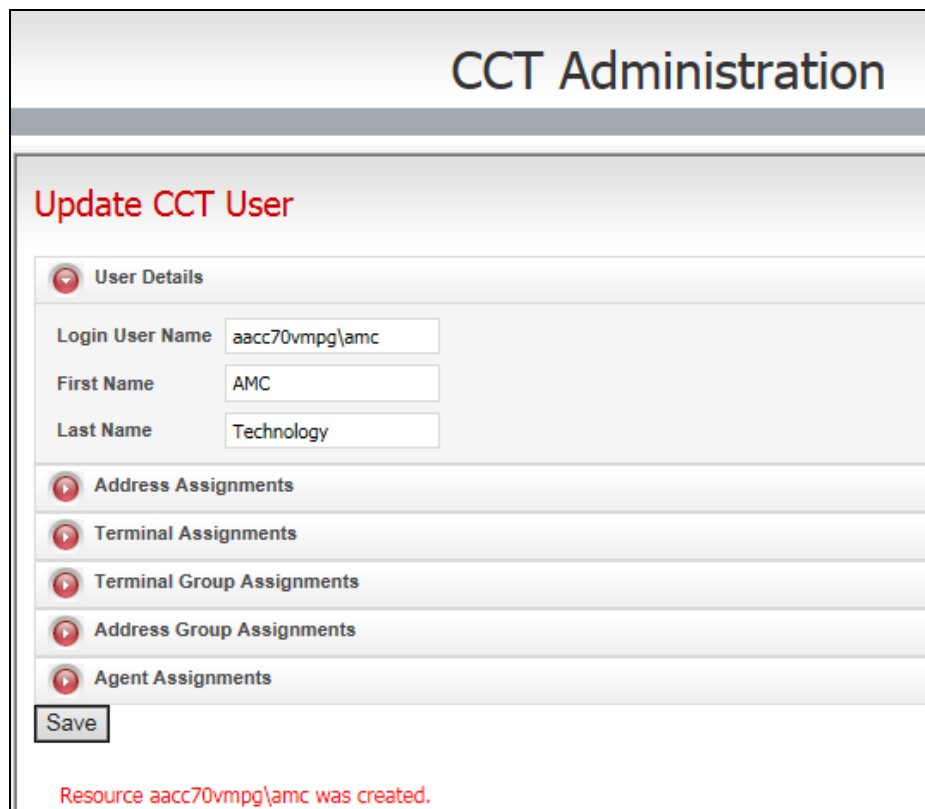 CCT Administration
Update CCT User
User Details
Login User Name aacc70vmpg\amc
First Name AMC
Last Name Technology
Address Assignments
Terminal Assignments
Terminal Group Assignments
Address Group Assignments
Agent Assignments
Save
Resource aacc70vmpg\amc was created.